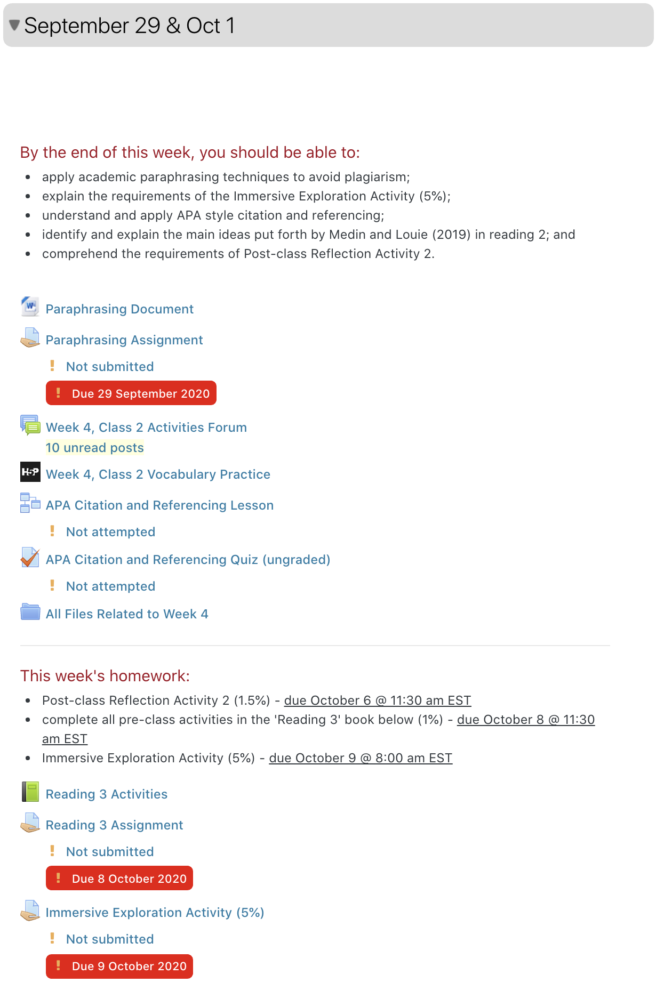 September 29 & Oct 1
By the end of this week, you should be able to:
apply academic paraphrasing techniques to avoid plagiarism;
explain the requirements of the Immersive Exploration Activity (5%);
understand and apply APA style citation and referencing;
identify and explain the main ideas put forth by Medin and Louie (2019) in reading 2; and
comprehend the requirements of Post-class Reflection Activity 2.
W
Paraphrasing Document
Paraphrasing Assignment
! Not submitted
! Due 29 September 2020
Week 4, Class 2 Activities Forum
10 unread posts
H5P Week 4, Class 2 Vocabulary Practice
APA Citation and Referencing Lesson
! Not attempted
APA Citation and Referencing Quiz (ungraded)
! Not attempted
All Files Related to Week 4
This week's homework:
Post-class Reflection Activity 2 (1.5%) - due October 6 @ 11:30 am EST
complete all pre-class activities in the 'Reading 3' book below (1%) - due October 8 @ 11:30
am EST
Immersive Exploration Activity (5%) - due October 9 @ 8:00 am EST
Reading 3 Activities
Reading 3 Assignment
! Not submitted
! Due 8 October 2020
Immersive Exploration Activity (5%)
! Not submitted
! Due 9 October 2020